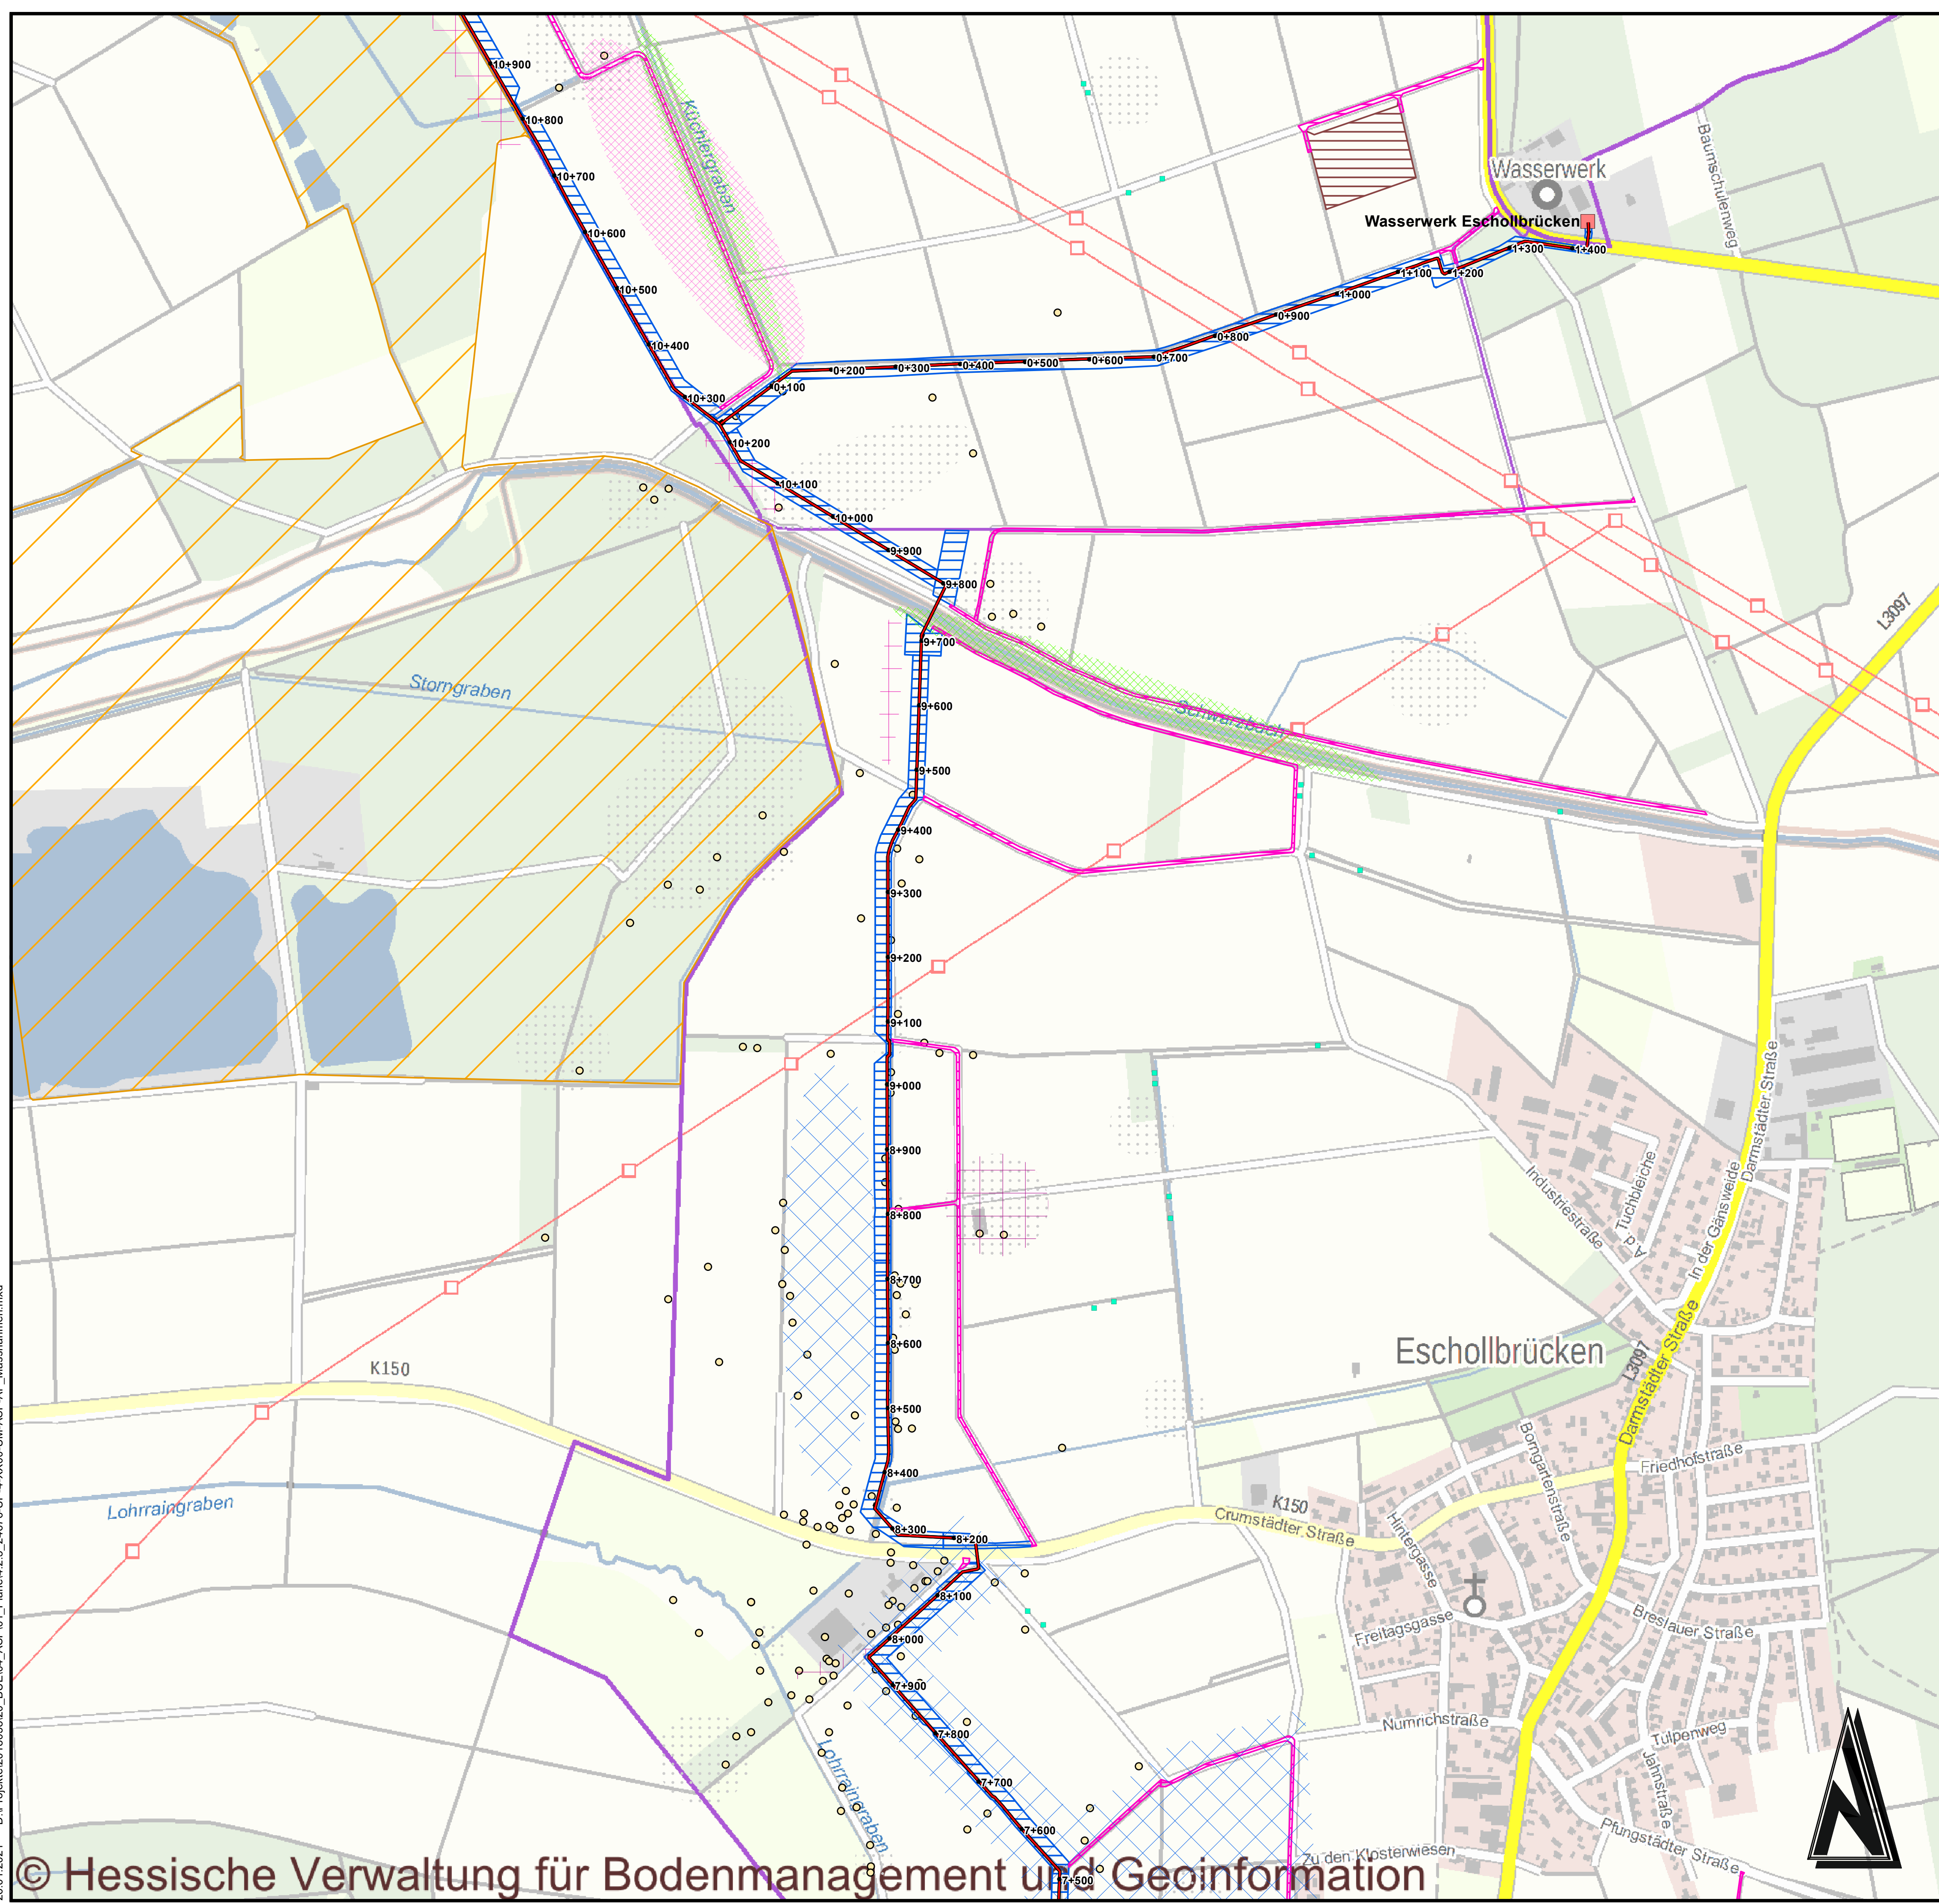 10+900
10+800
Küchlergraben
10+700
Wasserwerk
Baumschulenweg
Wasserwerk Eschollbrücken
10+600
1+300
1+400
1+100
1+200
10+500
1+000
0+900
10+400
0+800
0+700
0+600
0+500
0+400
0+300
0+200
0+100
10+300
10+200
10+100
10+000
9+900
9+800
L3097
9+700
Storngraben
9+600
Schwarzbach
9+500
9+400
9+300
9+200
9+100
Darmstädter Straße
9+000
8+900
In der Gänsweide
Industriestraße
A.d. Tuchbleiche
8+800
8+700
8+600
Eschollbrücken
L3097
Darmstädter Straße
K150
8+500
Borngartenstraße
Friedhofstraße
8+400
Lohrraingraben
K150
Crumstädter Straße
Hintergasse
8+300
8+200
8+100
Freitagsgasse
Breslauer Straße
8+000
7+900
Numrichstraße
Tulpenweg
7+800
Jahnstraße
Lohrraingraben
7+700
7+600
Pfungstädter Straße
Zu den Klosterwiesen
7+500
© Hessische Verwaltung für Bodenmanagement und Geoinformation